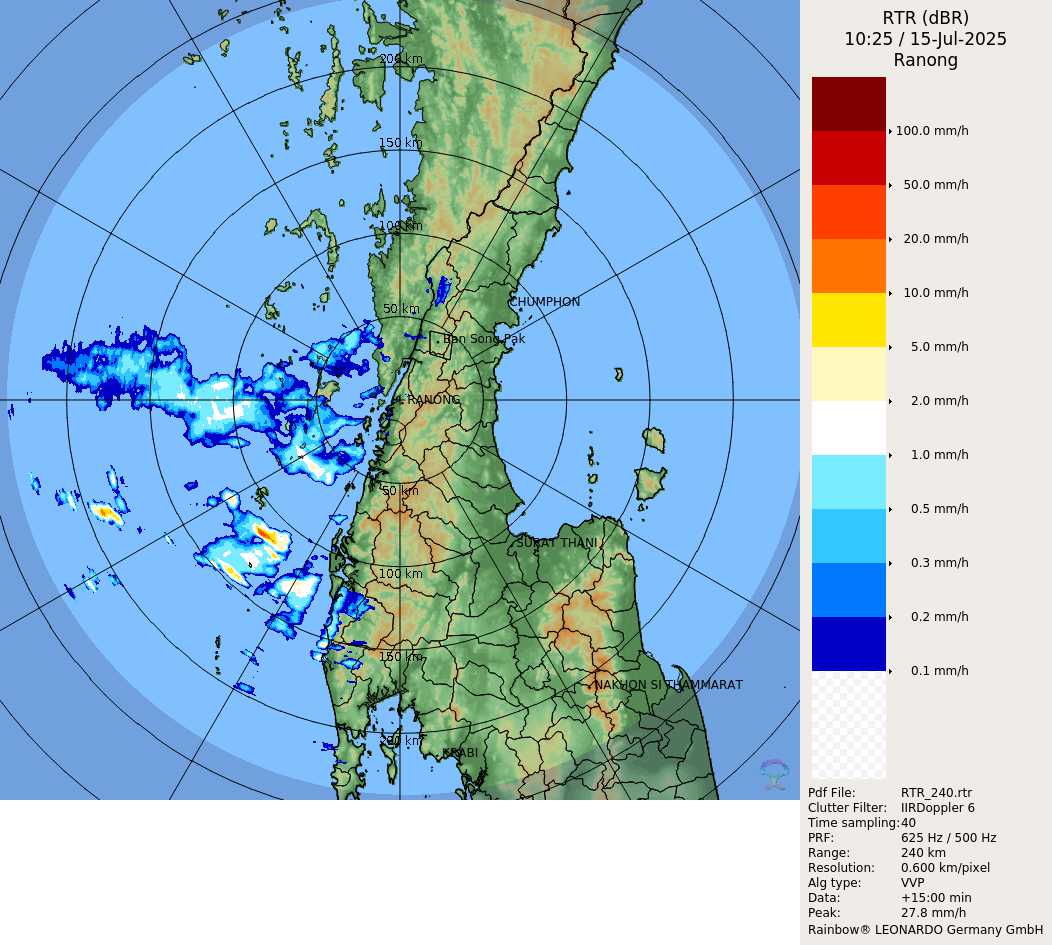 RTR (dBR)
10:25 / 15-Jul-2025
Ranong
200 km
150 km
100 km
50 km
CHUMPHON
Ban Song Pak
RANONG
50 km
SURAT THANI
100 km
150 km
NAKHON SI THAMMARAT
200 km
KRABI
100.0 mm/h
50.0 mm/h
20.0 mm/h
10.0 mm/h
5.0 mm/h
2.0 mm/h
1.0 mm/h
0.5 mm/h
0.3 mm/h
0.2 mm/h
0.1 mm/h
Pdf File: RTR_240.rtr
Clutter Filter: IIRDoppler 6
Time sampling:40
PRF: 625 Hz / 500 Hz
Range: 240 km
Resolution: 0.600 km/pixel
Alg type: VVP
Data: +15:00 min
Peak: 27.8 mm/h
Rainbow® LEONARDO Germany GmbH